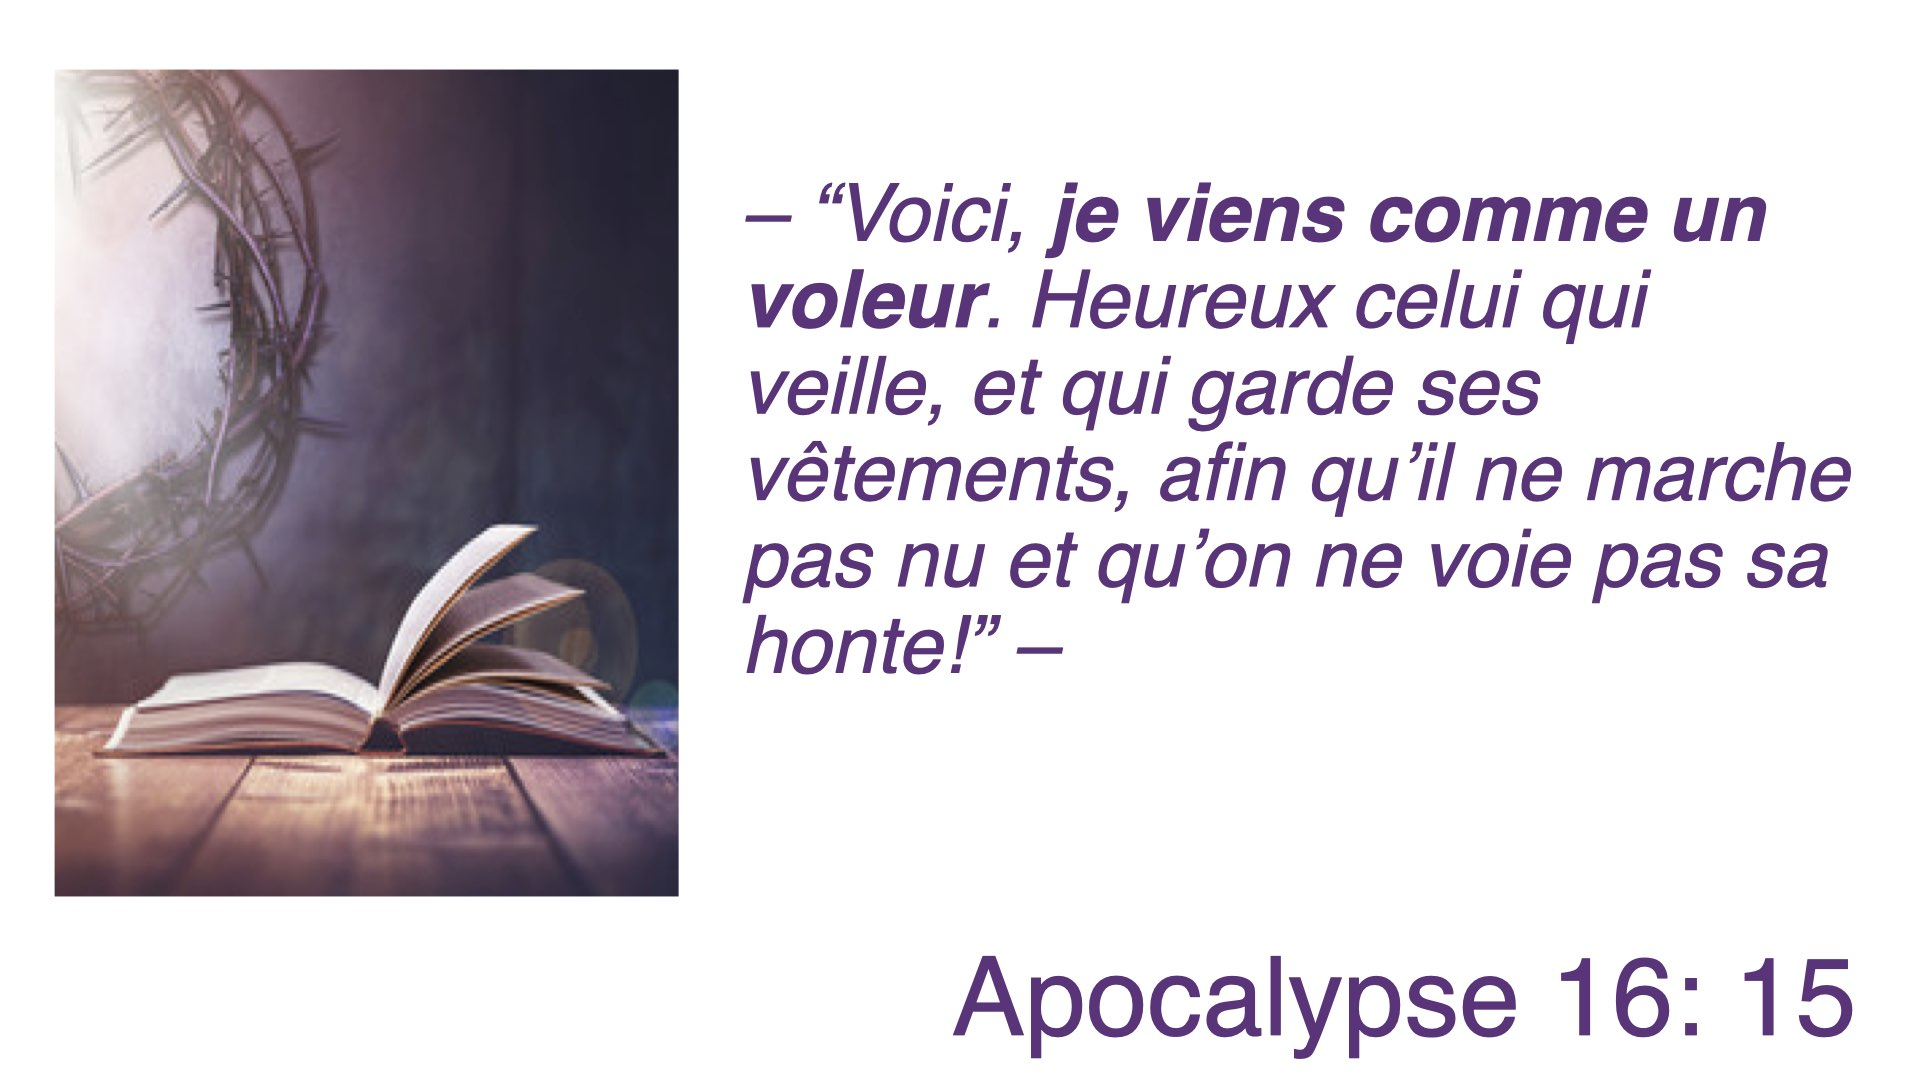 – “Voici, je viens comme un
voleur. Heureux celui qui
veille, et qui garde ses
vêtements, afin qu’il ne marche
pas nu et qu’on ne voie pas sa
honte!” –
Apocalypse 16: 15